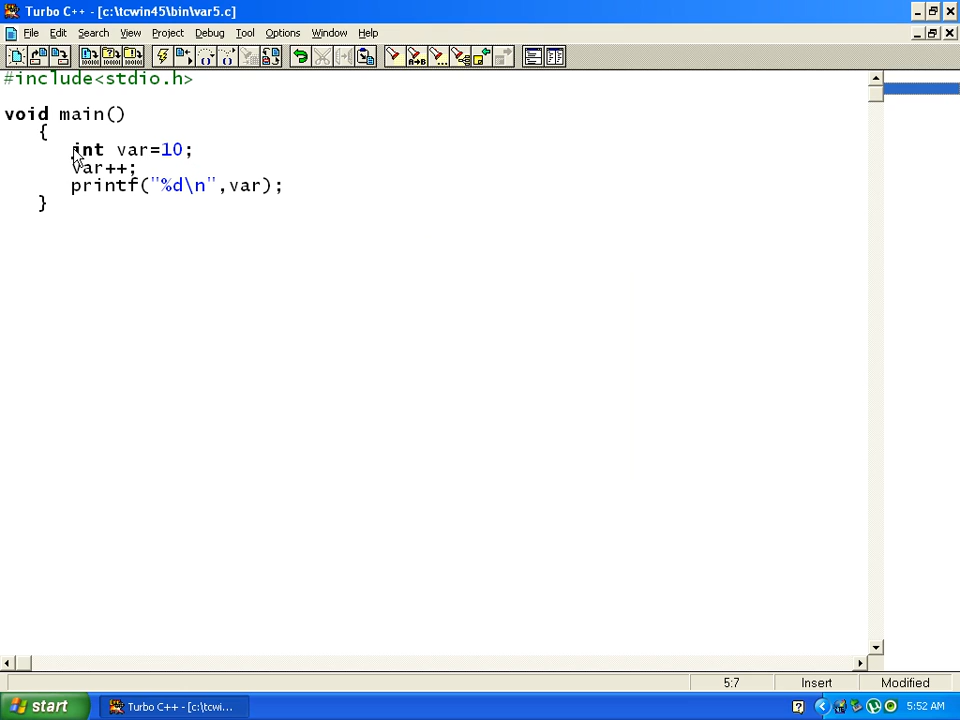 Turbo C++ - [c:\tcwin45\bin\var5.c]
File Edit Search View Project Debug Tool Options Window Help
#include<stdio.h>
void main()
{
int var=10;
var++;
printf("%d\n",var);
}
5:7 Insert Modified
start Turbo C++ - [c:\tcwi... 5:52 AM